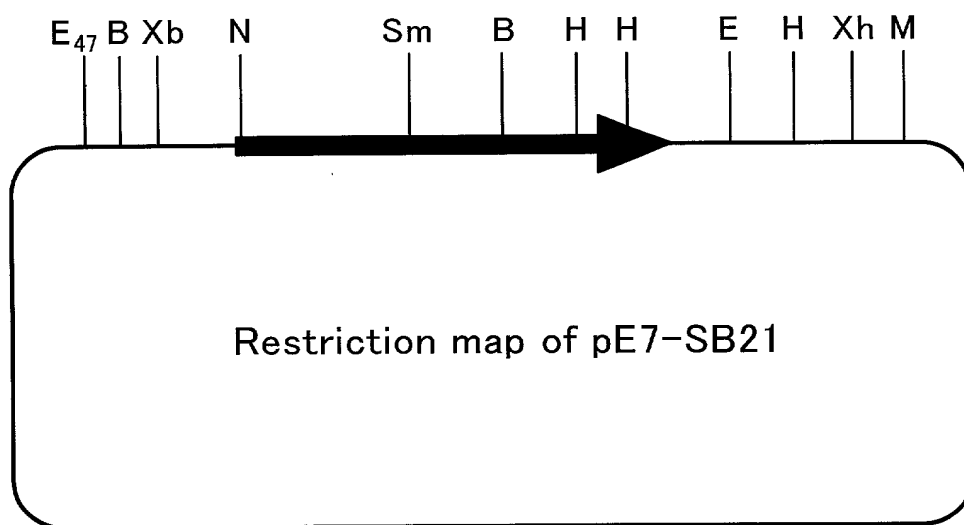 E47 B Xb N Sm B H H E H Xh M
Restriction map of pE7-SB21